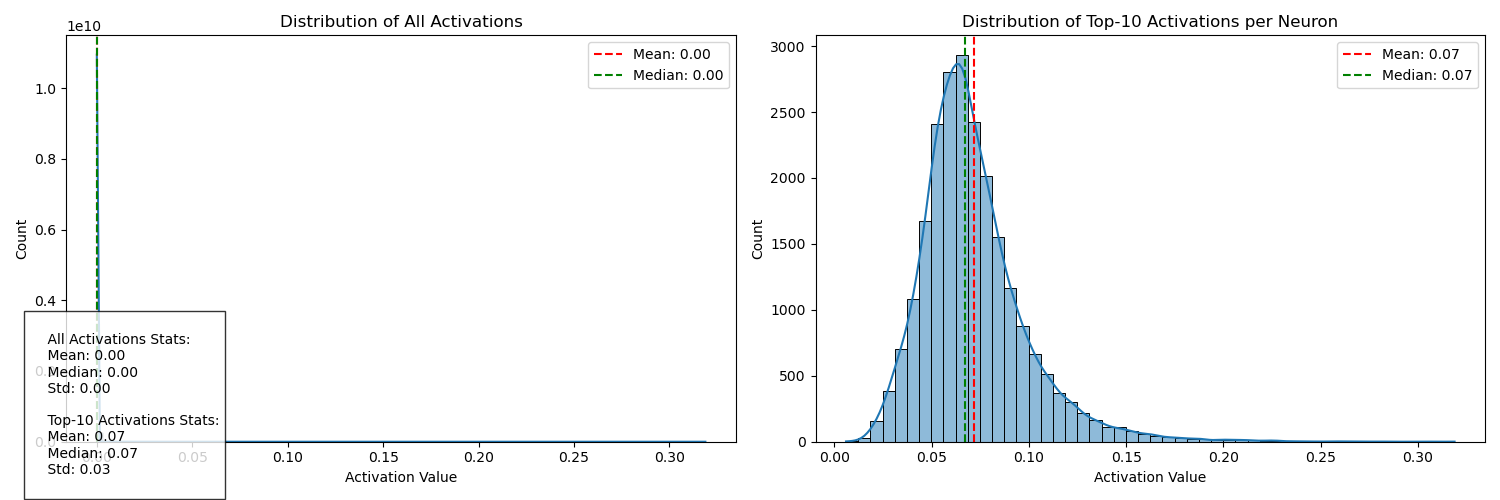 Distribution of All Activations
1e10
Mean: 0.00
Median: 0.00
1.0
0.8
0.6
0.4
0.2
0.0
Count
0.00
0.05
0.10
0.15
0.20
0.25
0.30
Activation Value
All Activations Stats:
Mean: 0.00
Median: 0.00
Std: 0.00
Top-10 Activations Stats:
Mean: 0.07
Median: 0.07
Std: 0.03
Distribution of Top-10 Activations per Neuron
Mean: 0.07
Median: 0.07
3000
2500
2000
1500
1000
500
0
Count
0.00
0.05
0.10
0.15
0.20
0.25
0.30
Activation Value